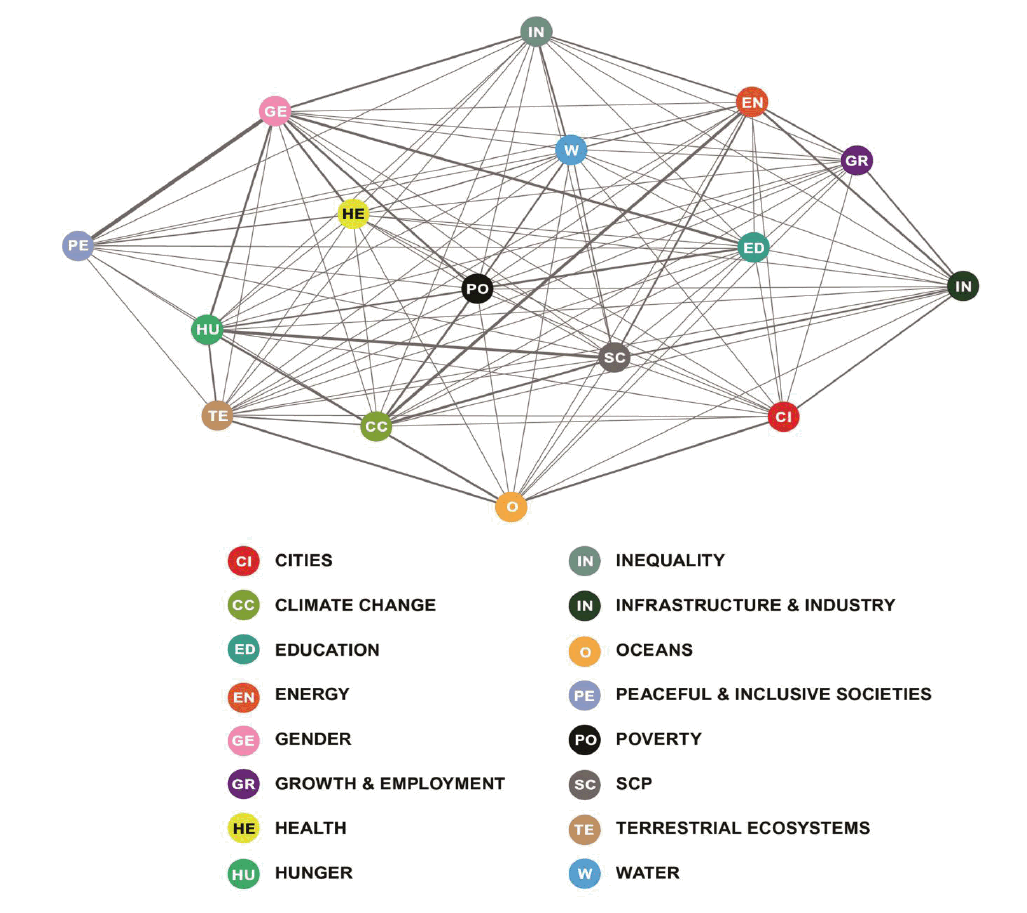 IN
EN
GE
W
GR
HE
PE
ED
PO
IN
HU
SC
TE
CC
CI
O
CI CITIES
CC CLIMATE CHANGE
ED EDUCATION
EN ENERGY
GE GENDER
GR GROWTH & EMPLOYMENT
HE HEALTH
HU HUNGER
IN INEQUALITY
IN INFRASTRUCTURE & INDUSTRY
O OCEANS
PE PEACEFUL & INCLUSIVE SOCIETIES
PO POVERTY
SC SCP
TE TERRESTRIAL ECOSYSTEMS
W WATER